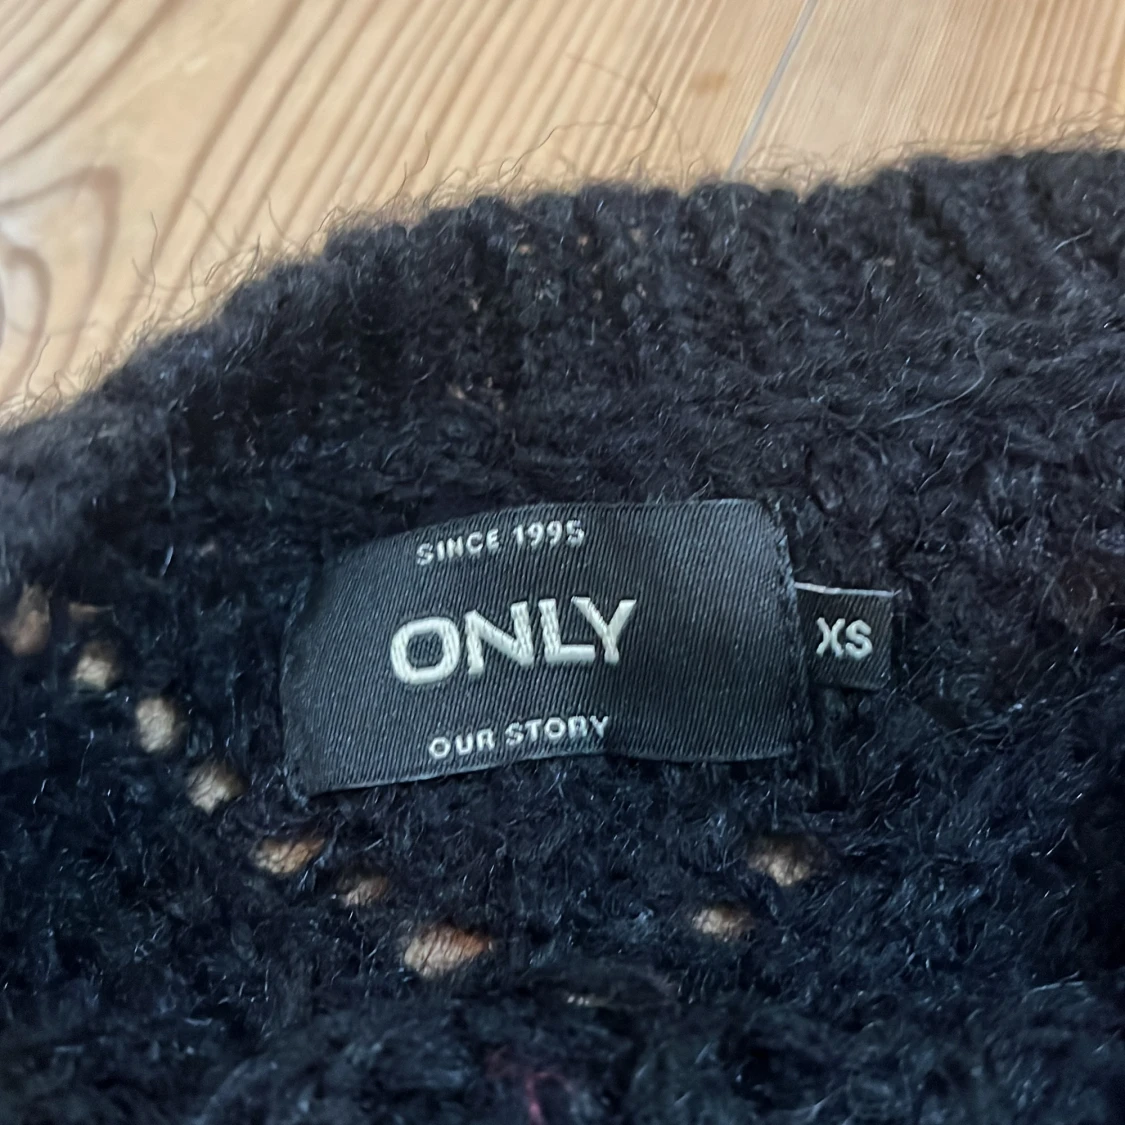 SINCE 1995
ONLY
XS
OUR STORY